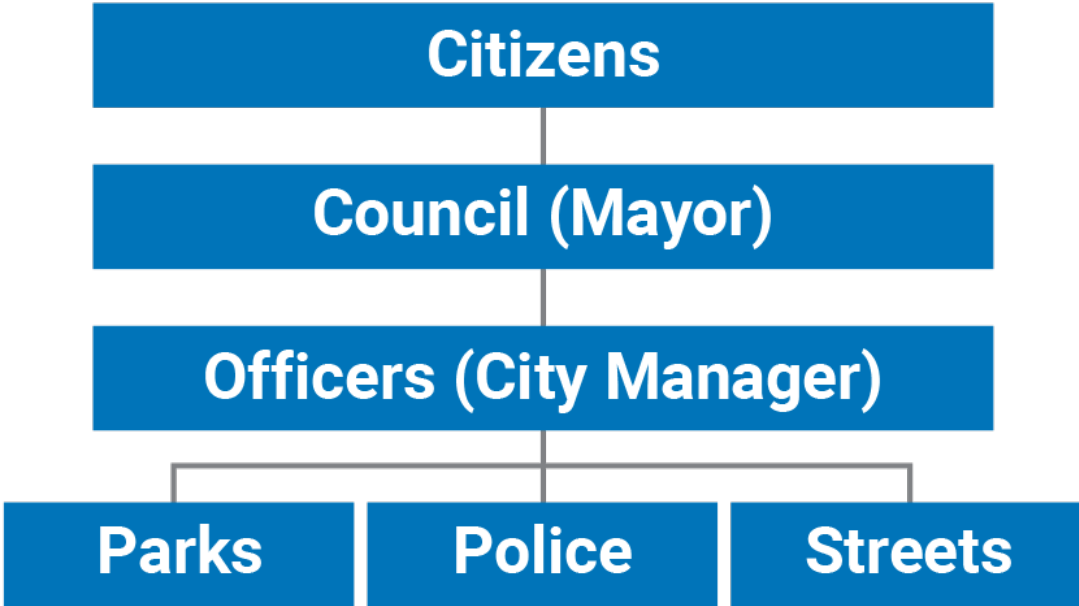 Citizens
Council (Mayor)
Officers (City Manager)
Parks
Police
Streets